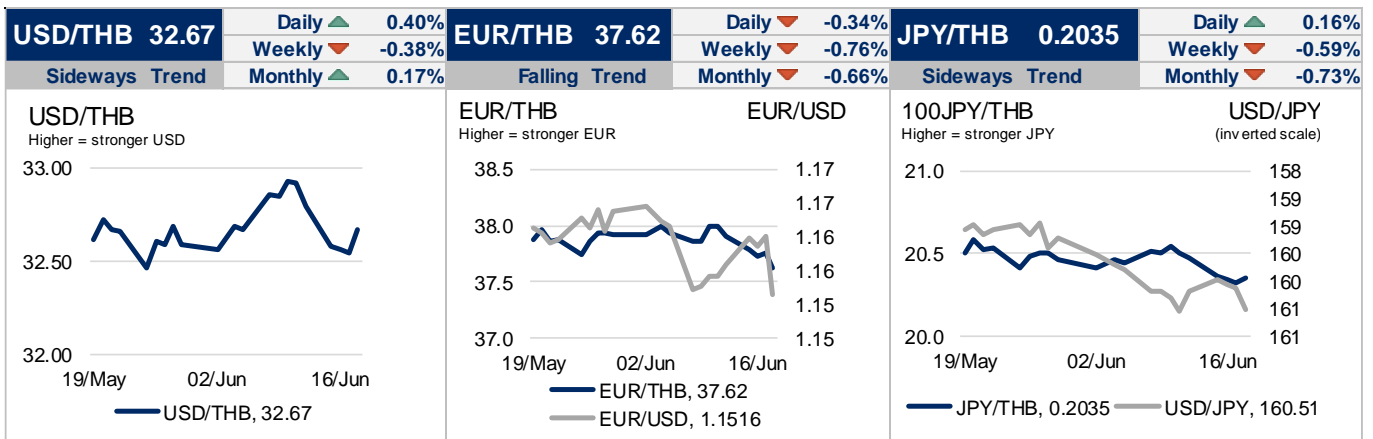 USD/THB 32.67
Daily 0.40%
Weekly -0.38%
Sideways Trend
Monthly 0.17%
USD/THB
Higher = stronger USD
33.00
32.50
32.00
19/May 02/Jun 16/Jun
USD/THB, 32.67
EUR/THB 37.62
Daily -0.34%
Weekly -0.76%
Falling Trend
Monthly -0.66%
EUR/THB EUR/USD
Higher = stronger EUR
38.5 1.17
1.17
38.0 1.16
37.5 1.16
1.15
37.0 1.15
19/May 02/Jun 16/Jun
EUR/THB, 37.62
EUR/USD, 1.1516
JPY/THB 0.2035
Daily 0.16%
Weekly -0.59%
Sideways Trend
Monthly -0.73%
100JPY/THB USD/JPY
Higher = stronger JPY (inverted scale)
21.0 158
159
159
20.5 160
160
161
20.0 161
19/May 02/Jun 16/Jun
JPY/THB, 0.2035 USD/JPY, 160.51